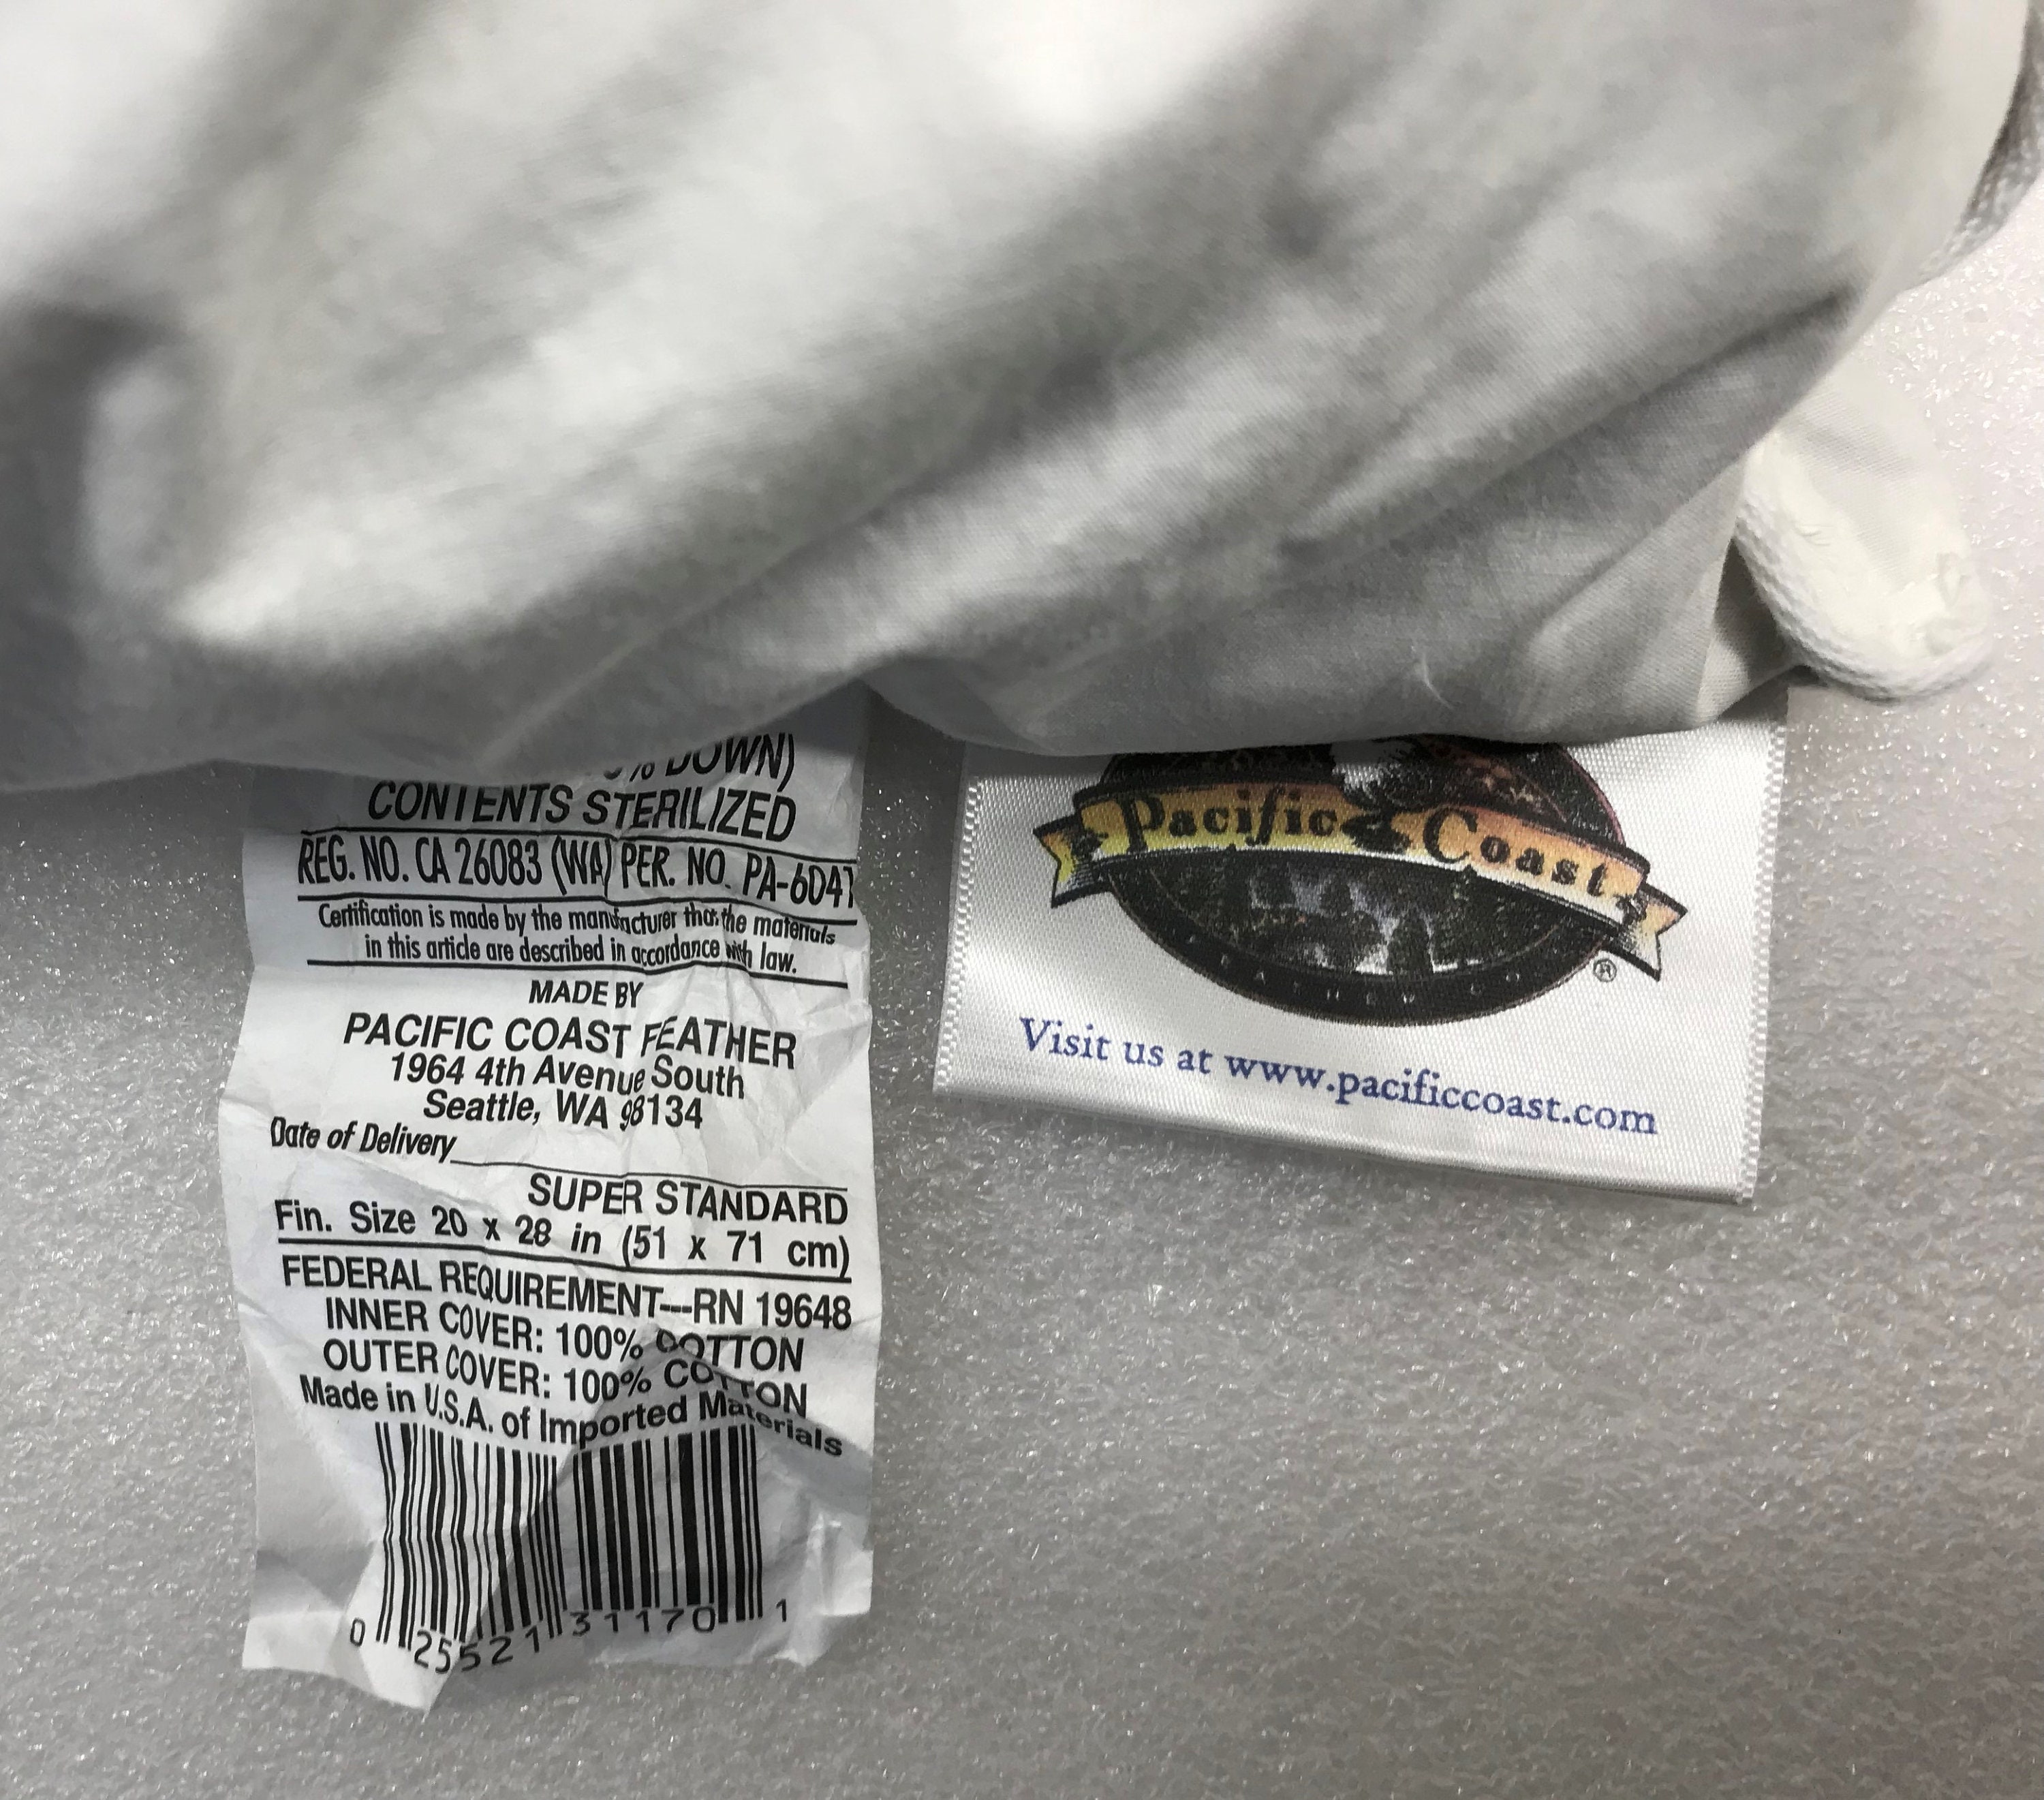 % DOWN)
CONTENTS STERILIZED
REG. NO. CA 26083 (WA) PER. NO. PA-6041
Certification is made by the manufacturer that the materials
in this article are described in accordance with law.
MADE BY
PACIFIC COAST FEATHER
1964 4th Avenue South
Seattle, WA 98134
Date of Delivery
SUPER STANDARD
Fin. Size 20 x 28 in (51 x 71 cm)
FEDERAL REQUIREMENT---RN 19648
INNER COVER: 100% COTTON
OUTER COVER: 100% COTTON
Made in U.S.A. of Imported Materials
0 25521 31170 1
Pacific Coast
FEATHER CO
®
Visit us at www.pacificcoast.com